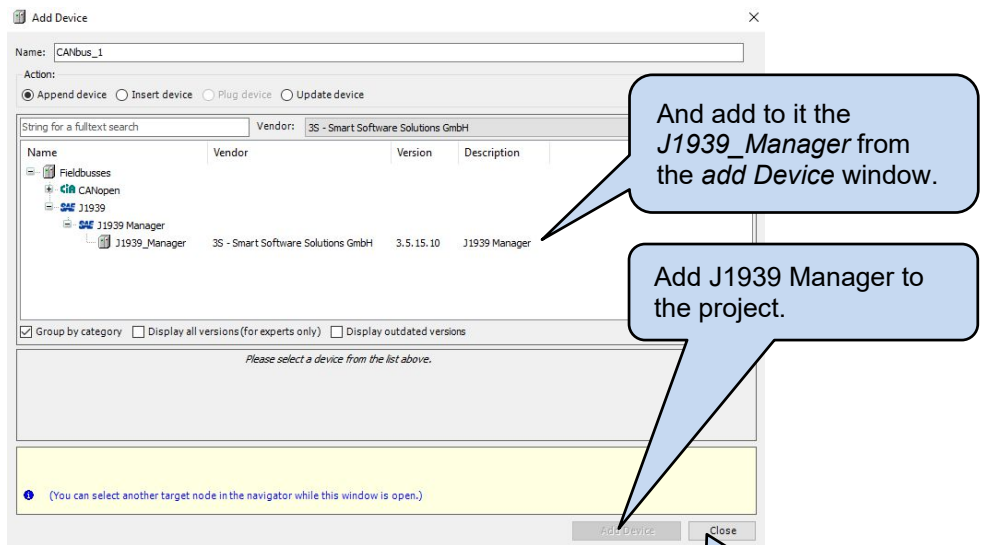 Add Device
Name: CANbus_1
Action:
Append device Insert device Plug device Update device
String for a fulltext search Vendor: 3S - Smart Software Solutions GmbH
Name Vendor Version Description
Fieldbusses
CiA CANopen
SAE J1939
SAE J1939 Manager
J1939_Manager 3S - Smart Software Solutions GmbH 3.5.15.10 J1939 Manager
And add to it the
J1939_Manager from
the add Device window.
Add J1939 Manager to
the project.
Group by category Display all versions (for experts only) Display outdated versions
Please select a device from the list above.
(You can select another target node in the navigator while this window is open.)
Add Device Close